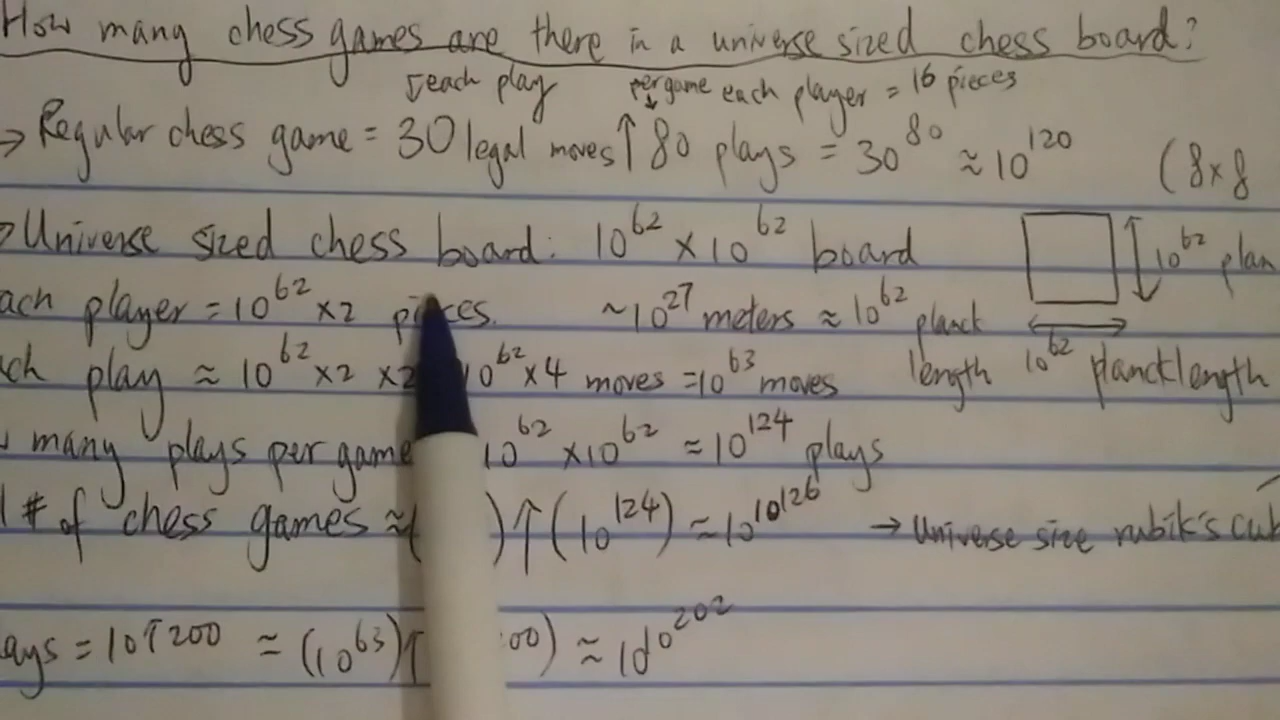 How many chess games are there in a universe sized chess board?
each play per game each player = 16 pieces
→ Regular chess game = 30 legal moves ↑ 80 plays = 30^80 ≈ 10^120 (8×8
Universe sized chess board: 10^62 × 10^62 board 10^62 plan
ach player = 10^62 ×2 pieces. ~10^27 meters ≈ 10^62 planck
ch play ≈ 10^62 ×2 ×2 10^62 ×4 moves = 10^63 moves length 10^62 planck length
many plays per game 10^62 ×10^62 ≈ 10^124 plays
# of chess games ≈( )↑(10^124) ≈ 10^10^126 → Universe size rubik's cu
ays = 10↑200 ≈ (10^63)↑ 00) ≈ 10^10^202